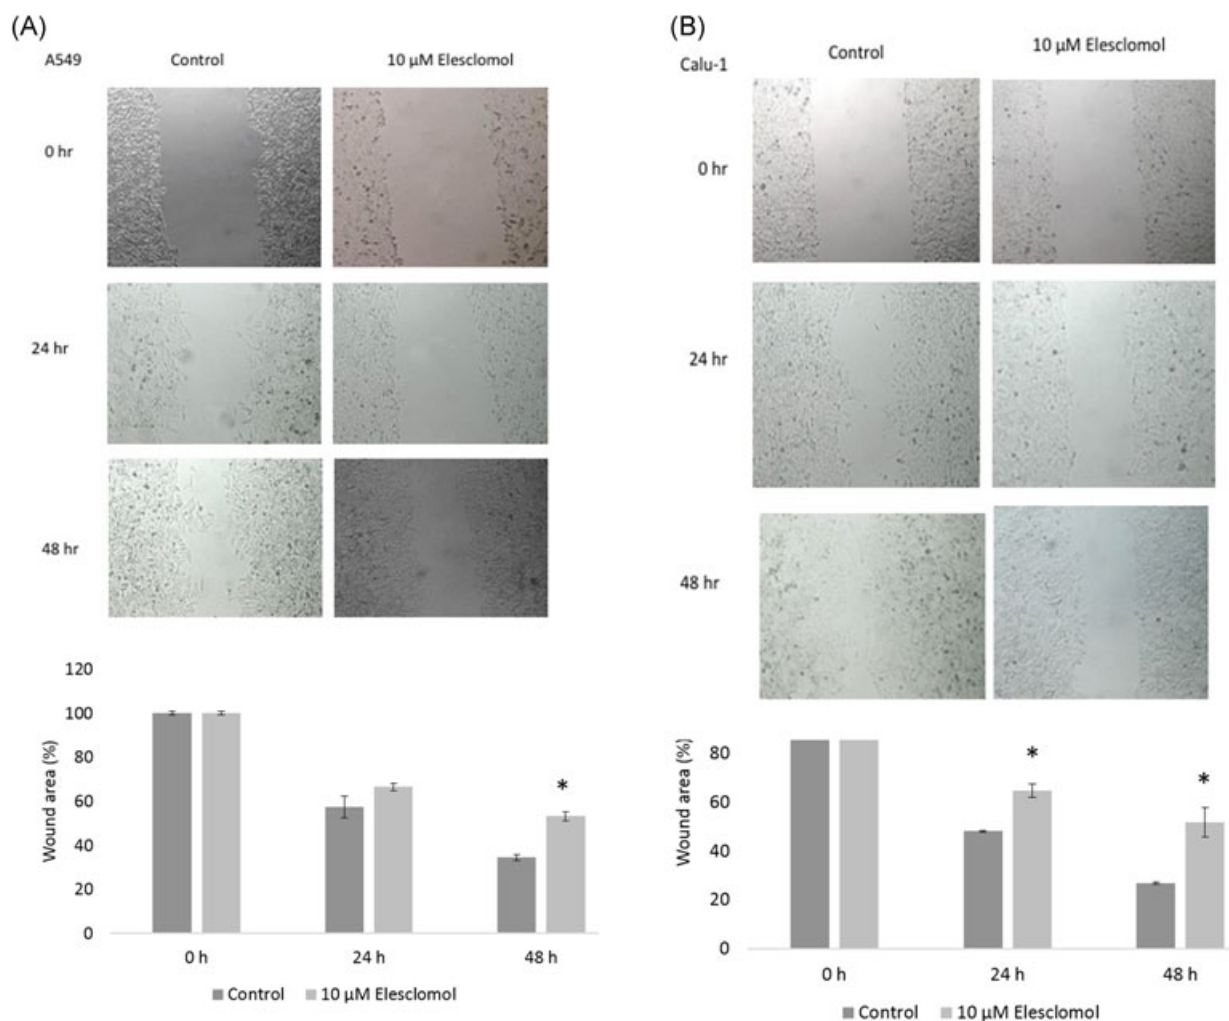 (A)
A549 Control 10 µM Elesclomol
0 hr
24 hr
48 hr
120
100
80
60
40
20
0
Wound area (%)
*
0 h 24 h 48 h
Control 10 µM Elesclomol
(B)
Calu-1 Control 10 µM Elesclomol
0 hr
24 hr
48 hr
80
60
40
20
0
Wound area (%)
* *
0 h 24 h 48 h
Control 10 µM Elesclomol